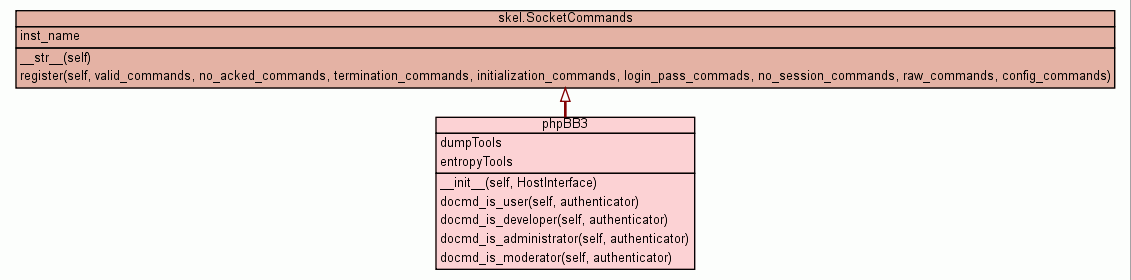 skel.SocketCommands
inst_name
__str__(self)
register(self, valid_commands, no_acked_commands, termination_commands, initialization_commands, login_pass_commads, no_session_commands, raw_commands, config_commands)
phpBB3
dumpTools
entropyTools
__init__(self, HostInterface)
docmd_is_user(self, authenticator)
docmd_is_developer(self, authenticator)
docmd_is_administrator(self, authenticator)
docmd_is_moderator(self, authenticator)